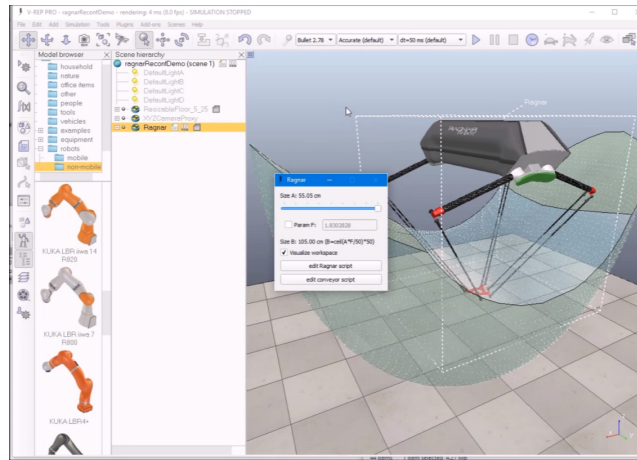 V-REP PRO - ragnarReconfDemo - rendering: 4 ms (8.0 fps) - SIMULATION STOPPED
File Edit Add Simulation Tools Plugins Add-ons Scenes Help
Bullet 2.78 Accurate (default) dt=50 ms (default)
Model browser
household
nature
office items
other
people
tools
vehicles
examples
equipment
robots
mobile
non-mobile
KUKA LBR iiwa 14
R820
KUKA LBR iiwa 7
R800
KUKA LBR4+
Scene hierarchy
ragnarReconfDemo (scene 1)
DefaultLightA
DefaultLightB
DefaultLightC
DefaultLightD
ResizableFloor_5_25
XYZCameraProxy
Ragnar
Ragnar
Size A: 55.05 cm
Param F:
Size B: 105.00 cm (B=ceil(A*F/50)*50)
Visualize workspace
edit Ragnar script
edit conveyor script
Ragnar
RAGNAR